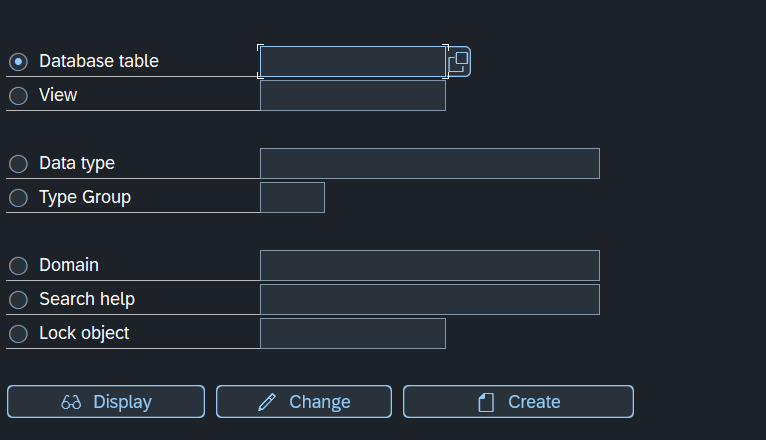 Database table
View
Data type
Type Group
Domain
Search help
Lock object
Display Change Create